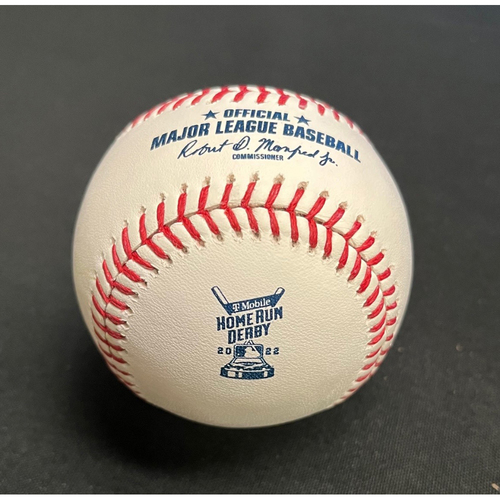 OFFICIAL
MAJOR LEAGUE BASEBALL
Robert D. Manfred Jr.
COMMISSIONER
T Mobile
HOME RUN
DERBY
20 22